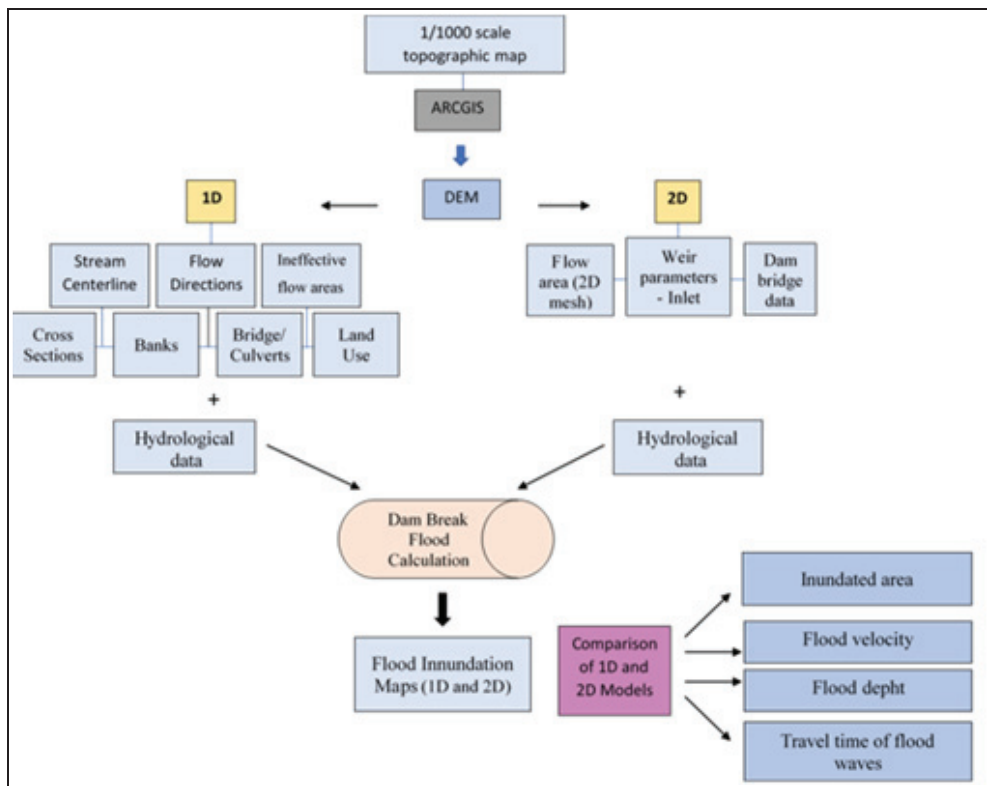 1/1000 scale
topographic map
ARCGIS
DEM
1D
2D
Stream
Centerline
Flow
Directions
Ineffective
flow areas
Cross
Sections
Banks
Bridge/
Culverts
Land
Use
Flow
area (2D
mesh)
Weir
parameters
- Inlet
Dam
bridge
data
+
+
Hydrological
data
Hydrological
data
Dam Break
Flood
Calculation
Flood Innundation
Maps (1D and 2D)
Comparison
of 1D and
2D Models
Inundated area
Flood velocity
Flood depht
Travel time of flood
waves